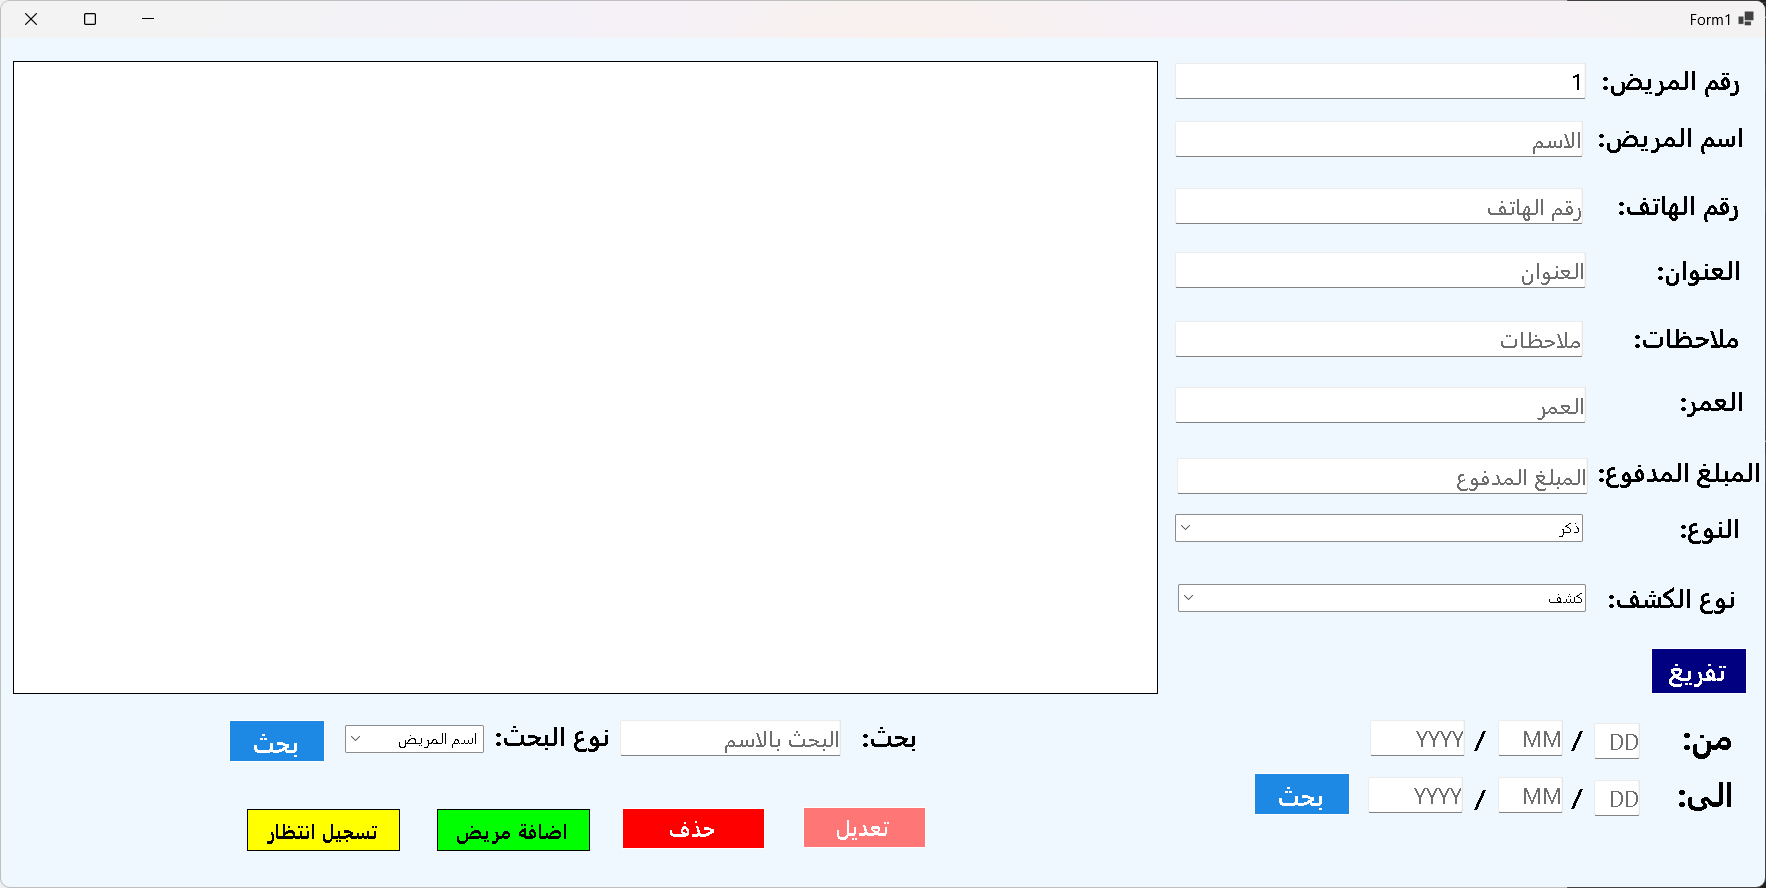 Form1
رقم المريض: 1
اسم المريض: الاسم
رقم الهاتف: رقم الهاتف
العنوان: العنوان
ملاحظات: ملاحظات
العمر: العمر
المبلغ المدفوع: المبلغ المدفوع
النوع: ذكر
نوع الكشف: كشف
تفريغ
من: DD / MM / YYYY
الى: DD / MM / YYYY بحث
بحث: البحث بالاسم نوع البحث: اسم المريض بحث
تعديل حذف اضافة مريض تسجيل انتظار